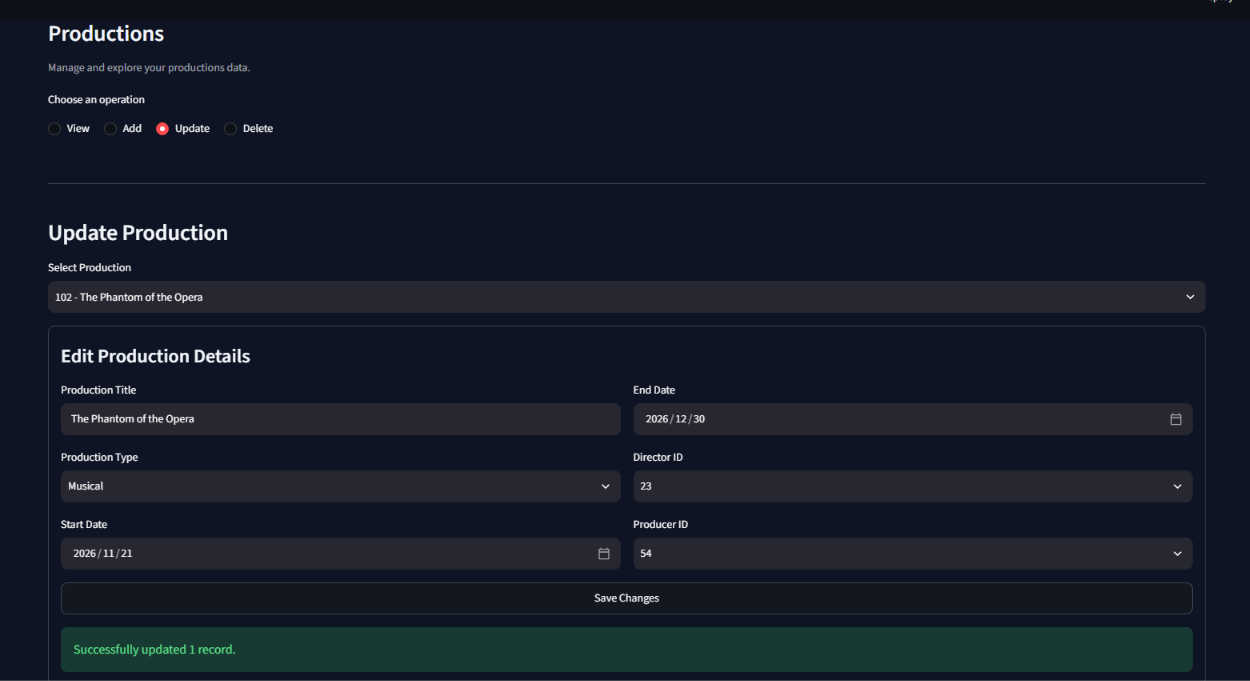 Productions
Manage and explore your productions data.
Choose an operation
View Add Update Delete
Update Production
Select Production
102 - The Phantom of the Opera
Edit Production Details
Production Title
The Phantom of the Opera
End Date
2026/12/30
Production Type
Musical
Director ID
23
Start Date
2026/11/21
Producer ID
54
Save Changes
Successfully updated 1 record.